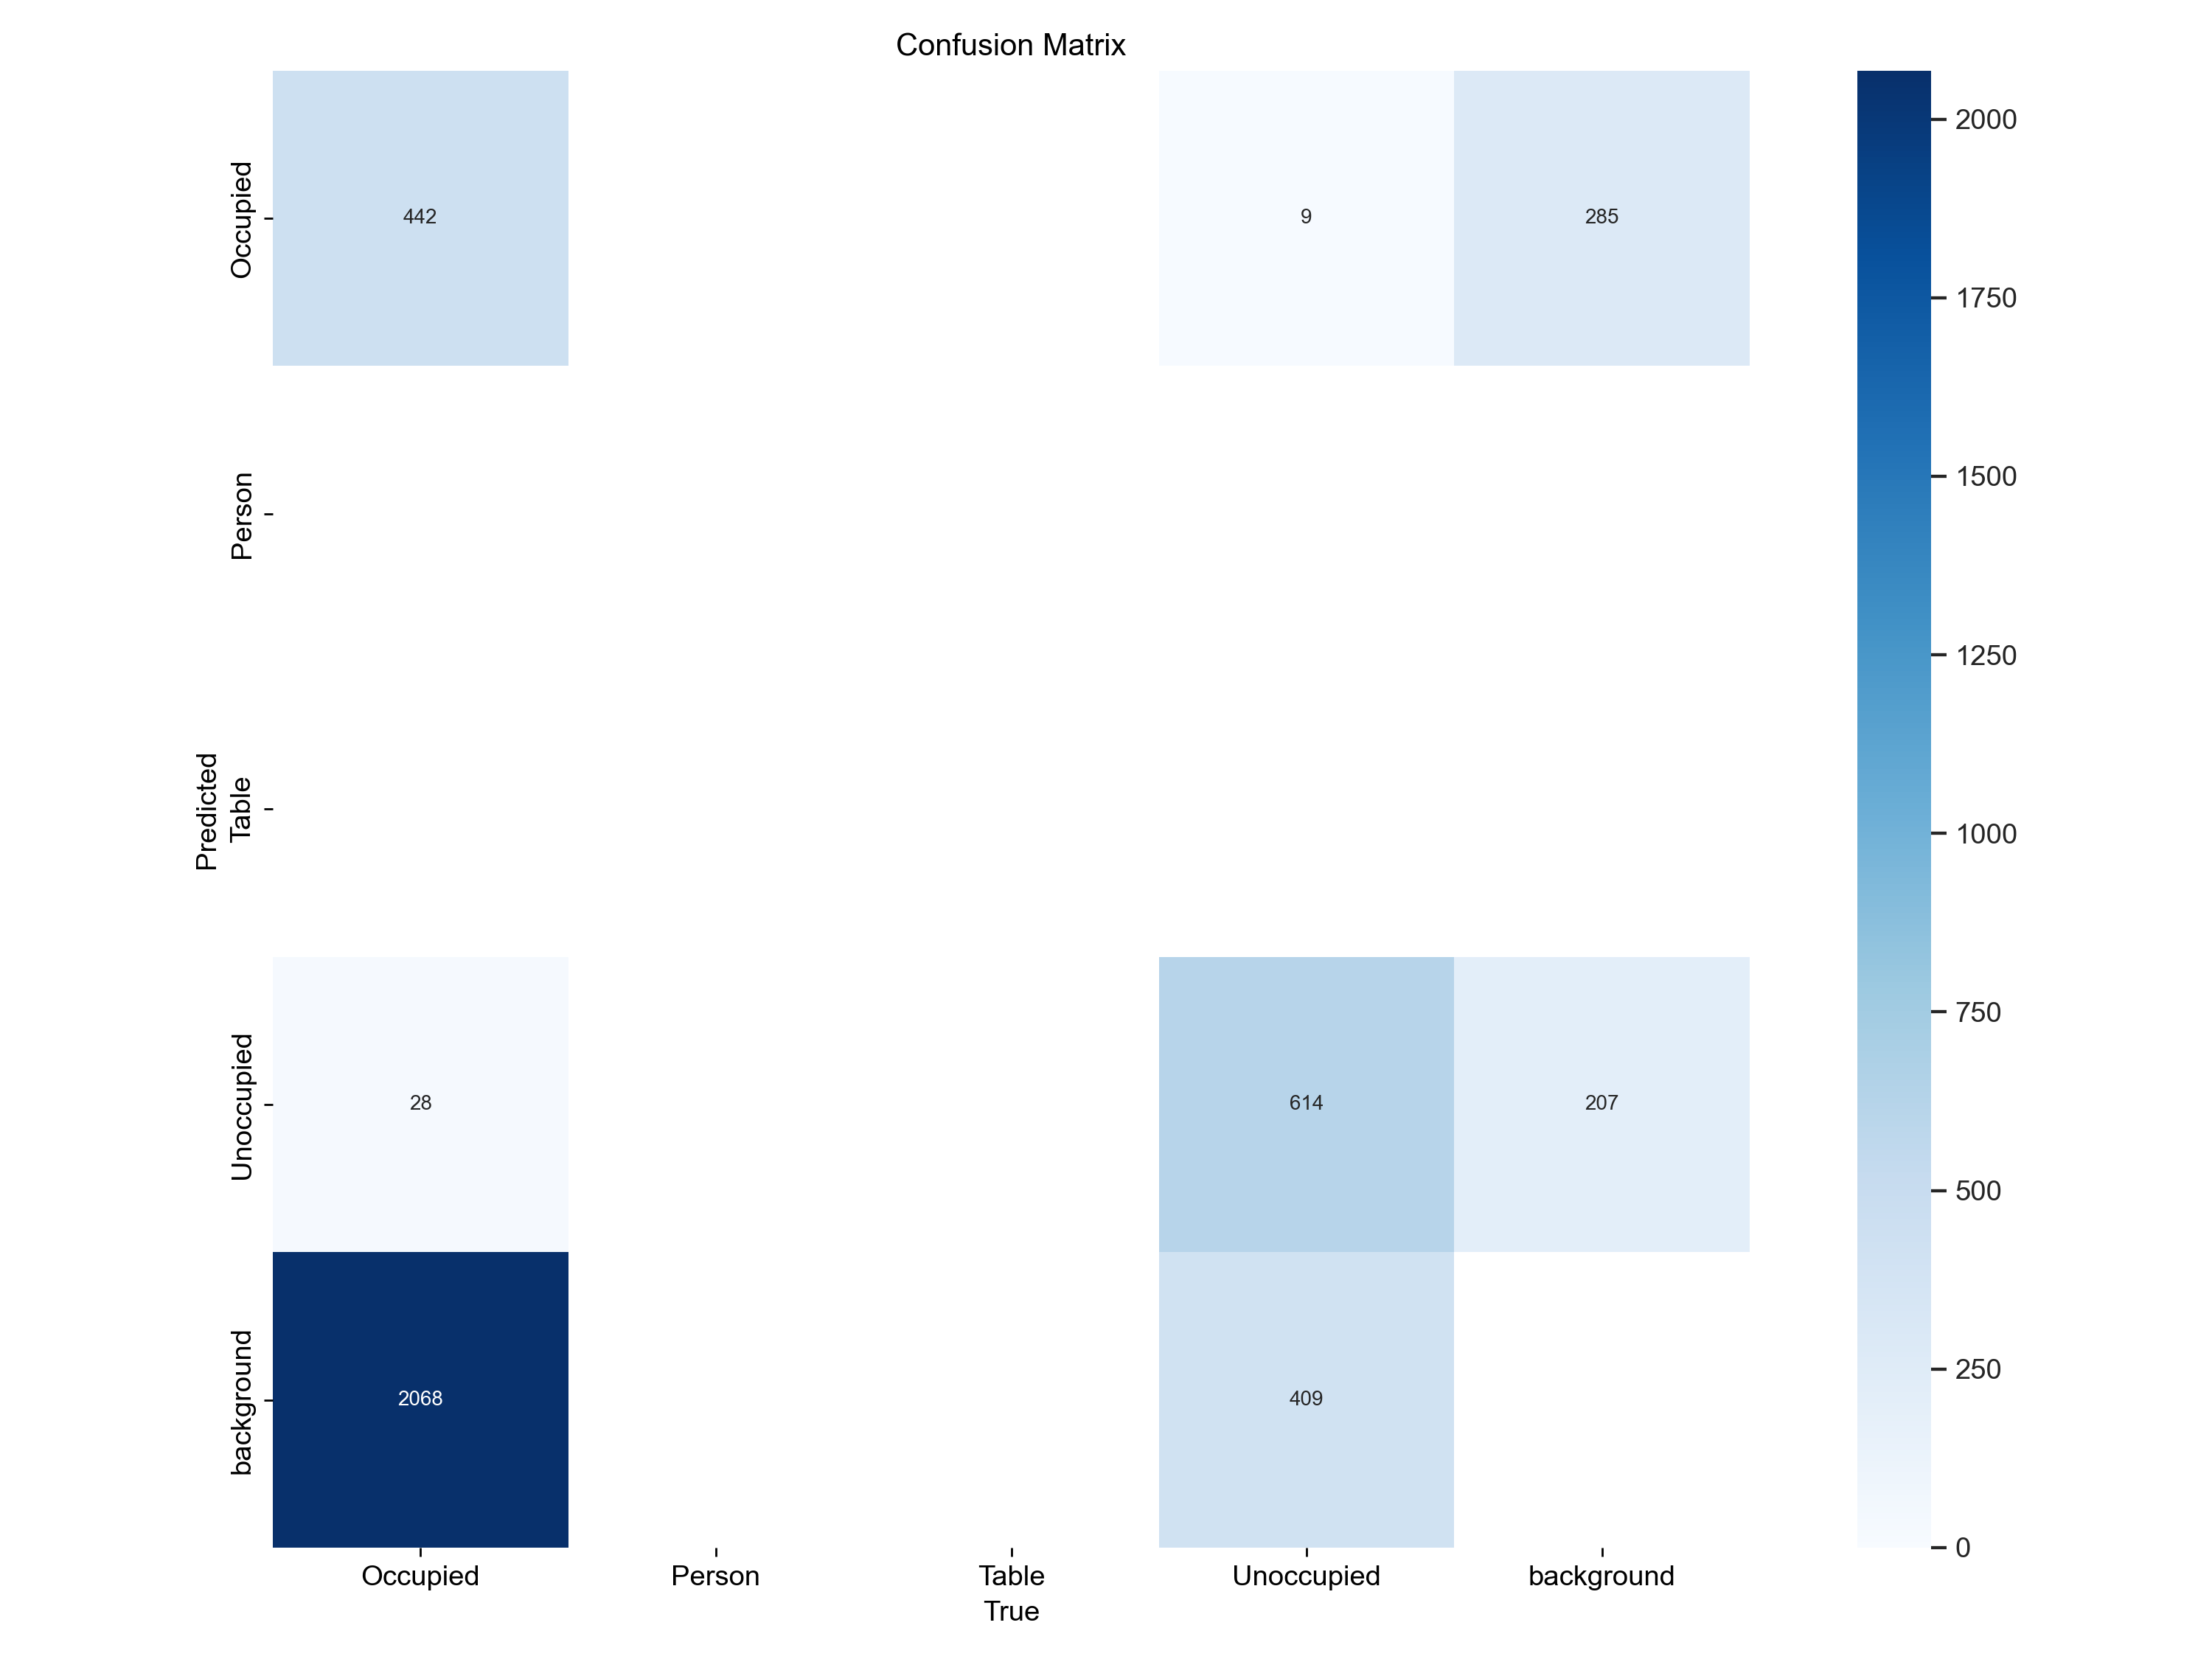 Confusion Matrix
Occupied
442
9
285
2000
1750
Person
1500
1250
Predicted
Table
1000
Unoccupied
28
614
207
750
500
background
2068
409
250
0
Occupied
Person
Table
Unoccupied
background
True